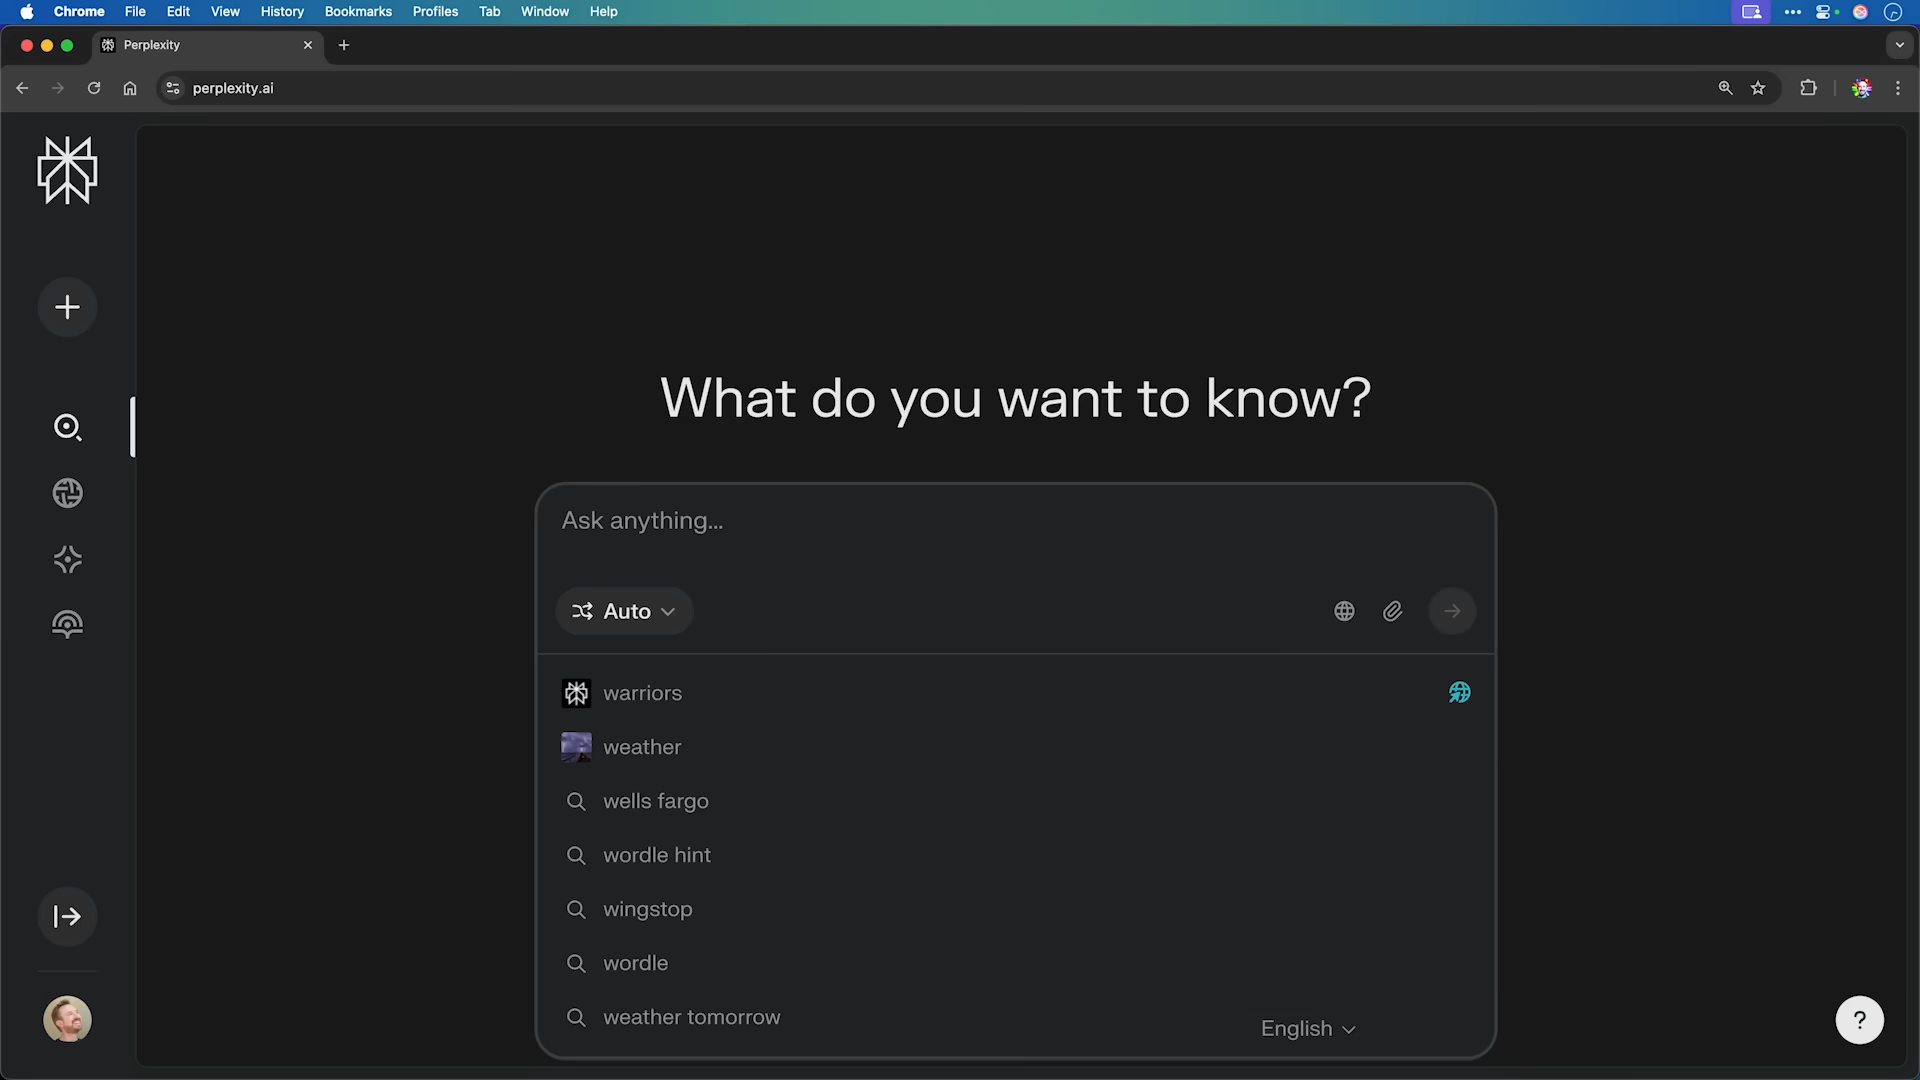 Chrome File Edit View History Bookmarks Profiles Tab Window Help
Perplexity
perplexity.ai
What do you want to know?
Ask anything...
Auto
warriors
weather
wells fargo
wordle hint
wingstop
wordle
weather tomorrow
English
?